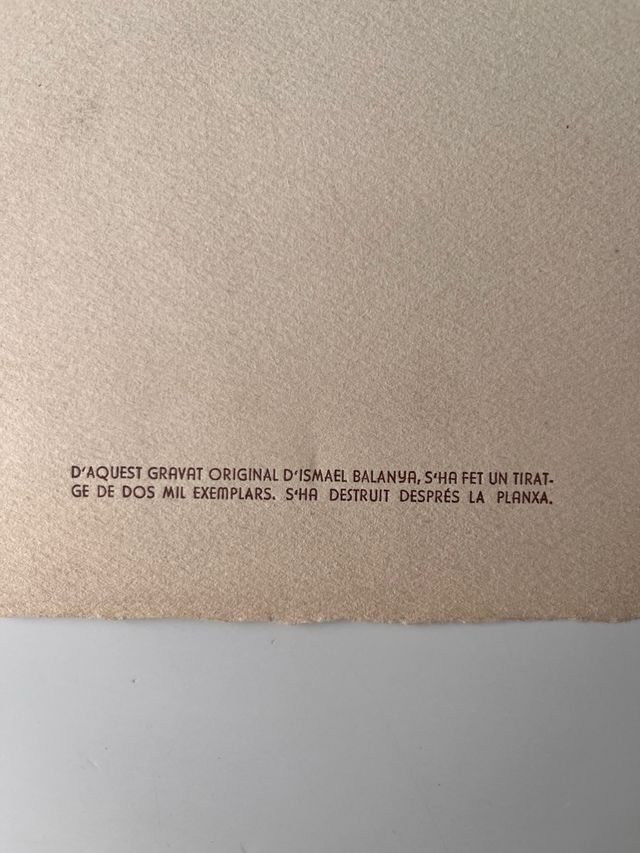 D'AQUEST GRAVAT ORIGINAL D'ISMAEL BALANYA, S'HA FET UN TIRAT-
GE DE DOS MIL EXEMPLARS. S'HA DESTRUIT DESPRÉS LA PLANXA.